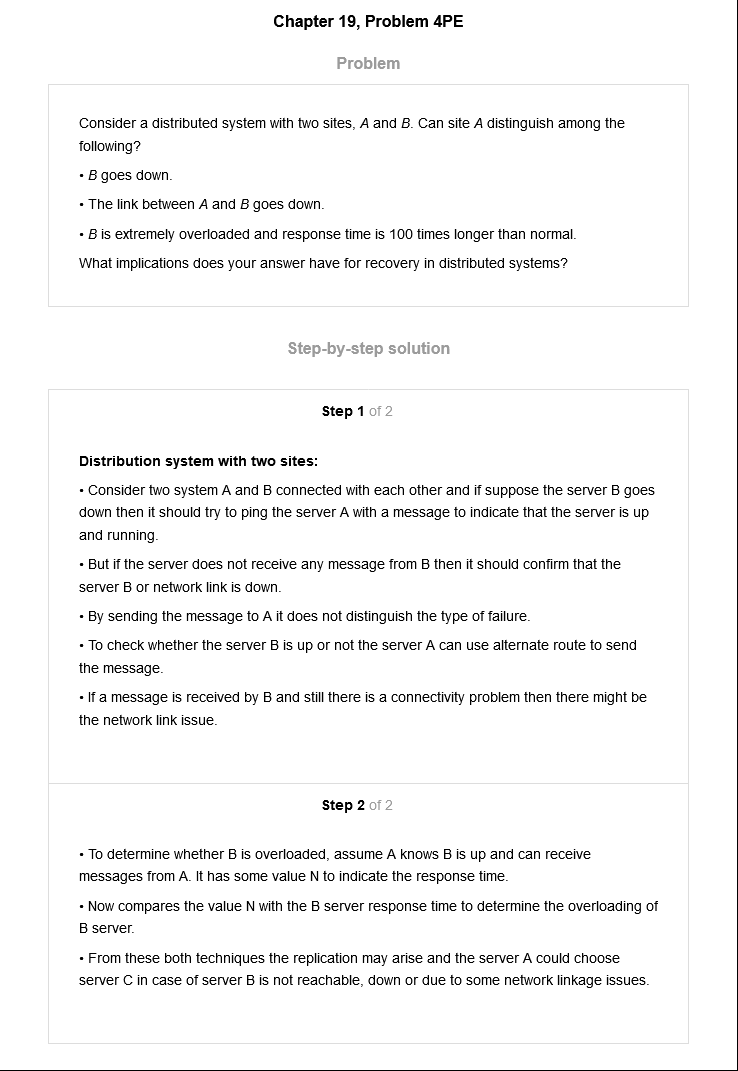 Chapter 19, Problem 4PE
Problem
Consider a distributed system with two sites, A and B. Can site A distinguish among the
following?
• B goes down.
• The link between A and B goes down.
• B is extremely overloaded and response time is 100 times longer than normal.
What implications does your answer have for recovery in distributed systems?
Step-by-step solution
Step 1 of 2
Distribution system with two sites:
• Consider two system A and B connected with each other and if suppose the server B goes
down then it should try to ping the server A with a message to indicate that the server is up
and running.
• But if the server does not receive any message from B then it should confirm that the
server B or network link is down.
• By sending the message to A it does not distinguish the type of failure.
• To check whether the server B is up or not the server A can use alternate route to send
the message.
• If a message is received by B and still there is a connectivity problem then there might be
the network link issue.
Step 2 of 2
• To determine whether B is overloaded, assume A knows B is up and can receive
messages from A. It has some value N to indicate the response time.
• Now compares the value N with the B server response time to determine the overloading of
B server.
• From these both techniques the replication may arise and the server A could choose
server C in case of server B is not reachable, down or due to some network linkage issues.